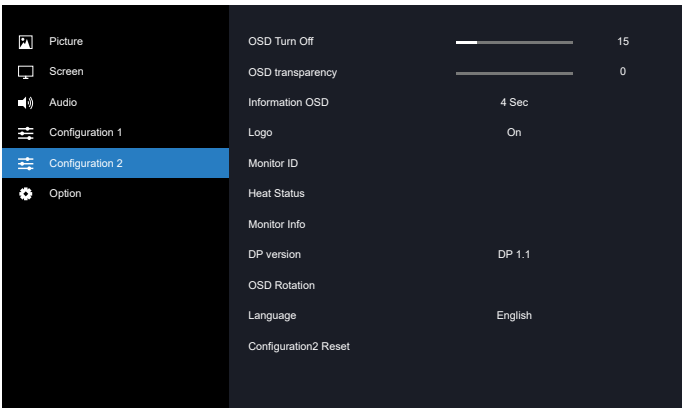 Picture
Screen
Audio
Configuration 1
Configuration 2
Option
OSD Turn Off 15
OSD transparency 0
Information OSD 4 Sec
Logo On
Monitor ID
Heat Status
Monitor Info
DP version DP 1.1
OSD Rotation
Language English
Configuration2 Reset